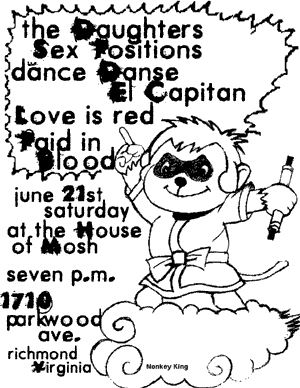 the Daughters
Sex Positions
dance Danse
El Capitan
Love is red
Paid in
Blood
june 21st
saturday
at the House
of Mosh
seven p.m.
1710
parkwood
ave.
richmond
Virginia
Monkey King